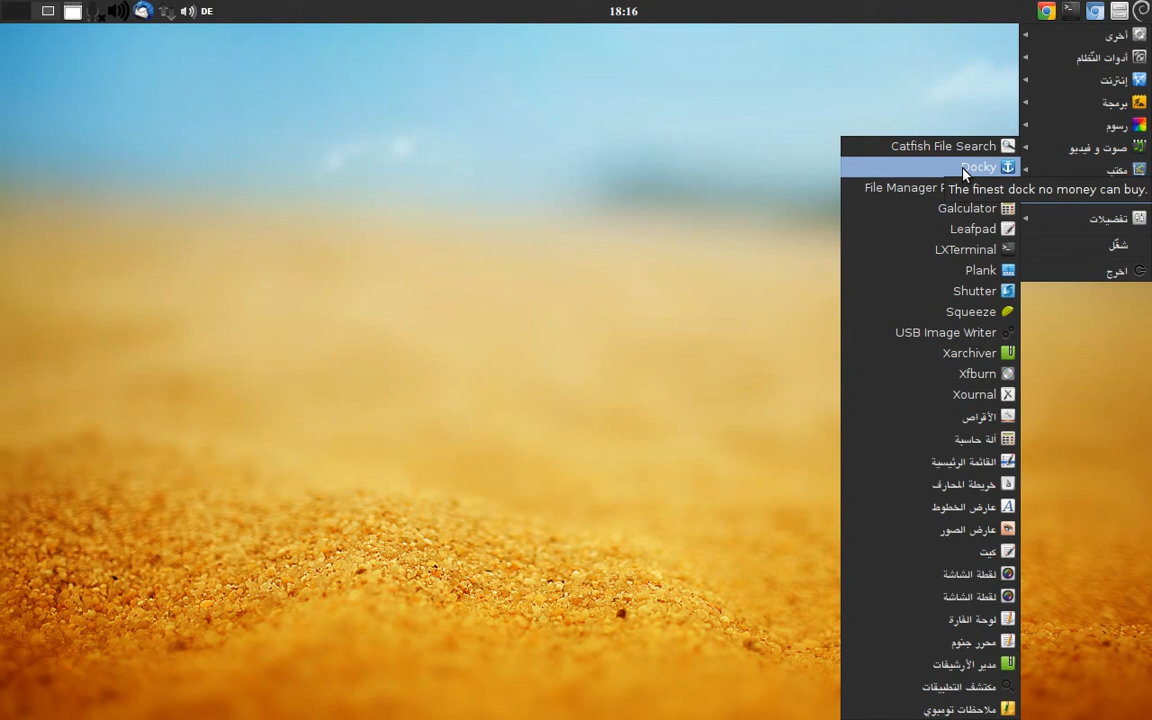 DE
18:16
أخرى
أدوات النّظام
إنترنت
برمجة
رسوم
صوت و فيديو
مكتب
تفضيلات
شغّل
اخرج
Catfish File Search
Docky
The finest dock no money can buy.
File Manager
Galculator
Leafpad
LXTerminal
Plank
Shutter
Squeeze
USB Image Writer
Xarchiver
Xfburn
Xournal
الأقراص
آلة حاسبة
القائمة الرئيسية
خريطة المحارف
عارض الخطوط
عارض الصور
كيت
لقطة الشاشة
لقطة الشاشة
لوحة الفأرة
محرر جنوم
مدير الأرشيفات
مكتشف التطبيقات
ملاحظات تومبوي